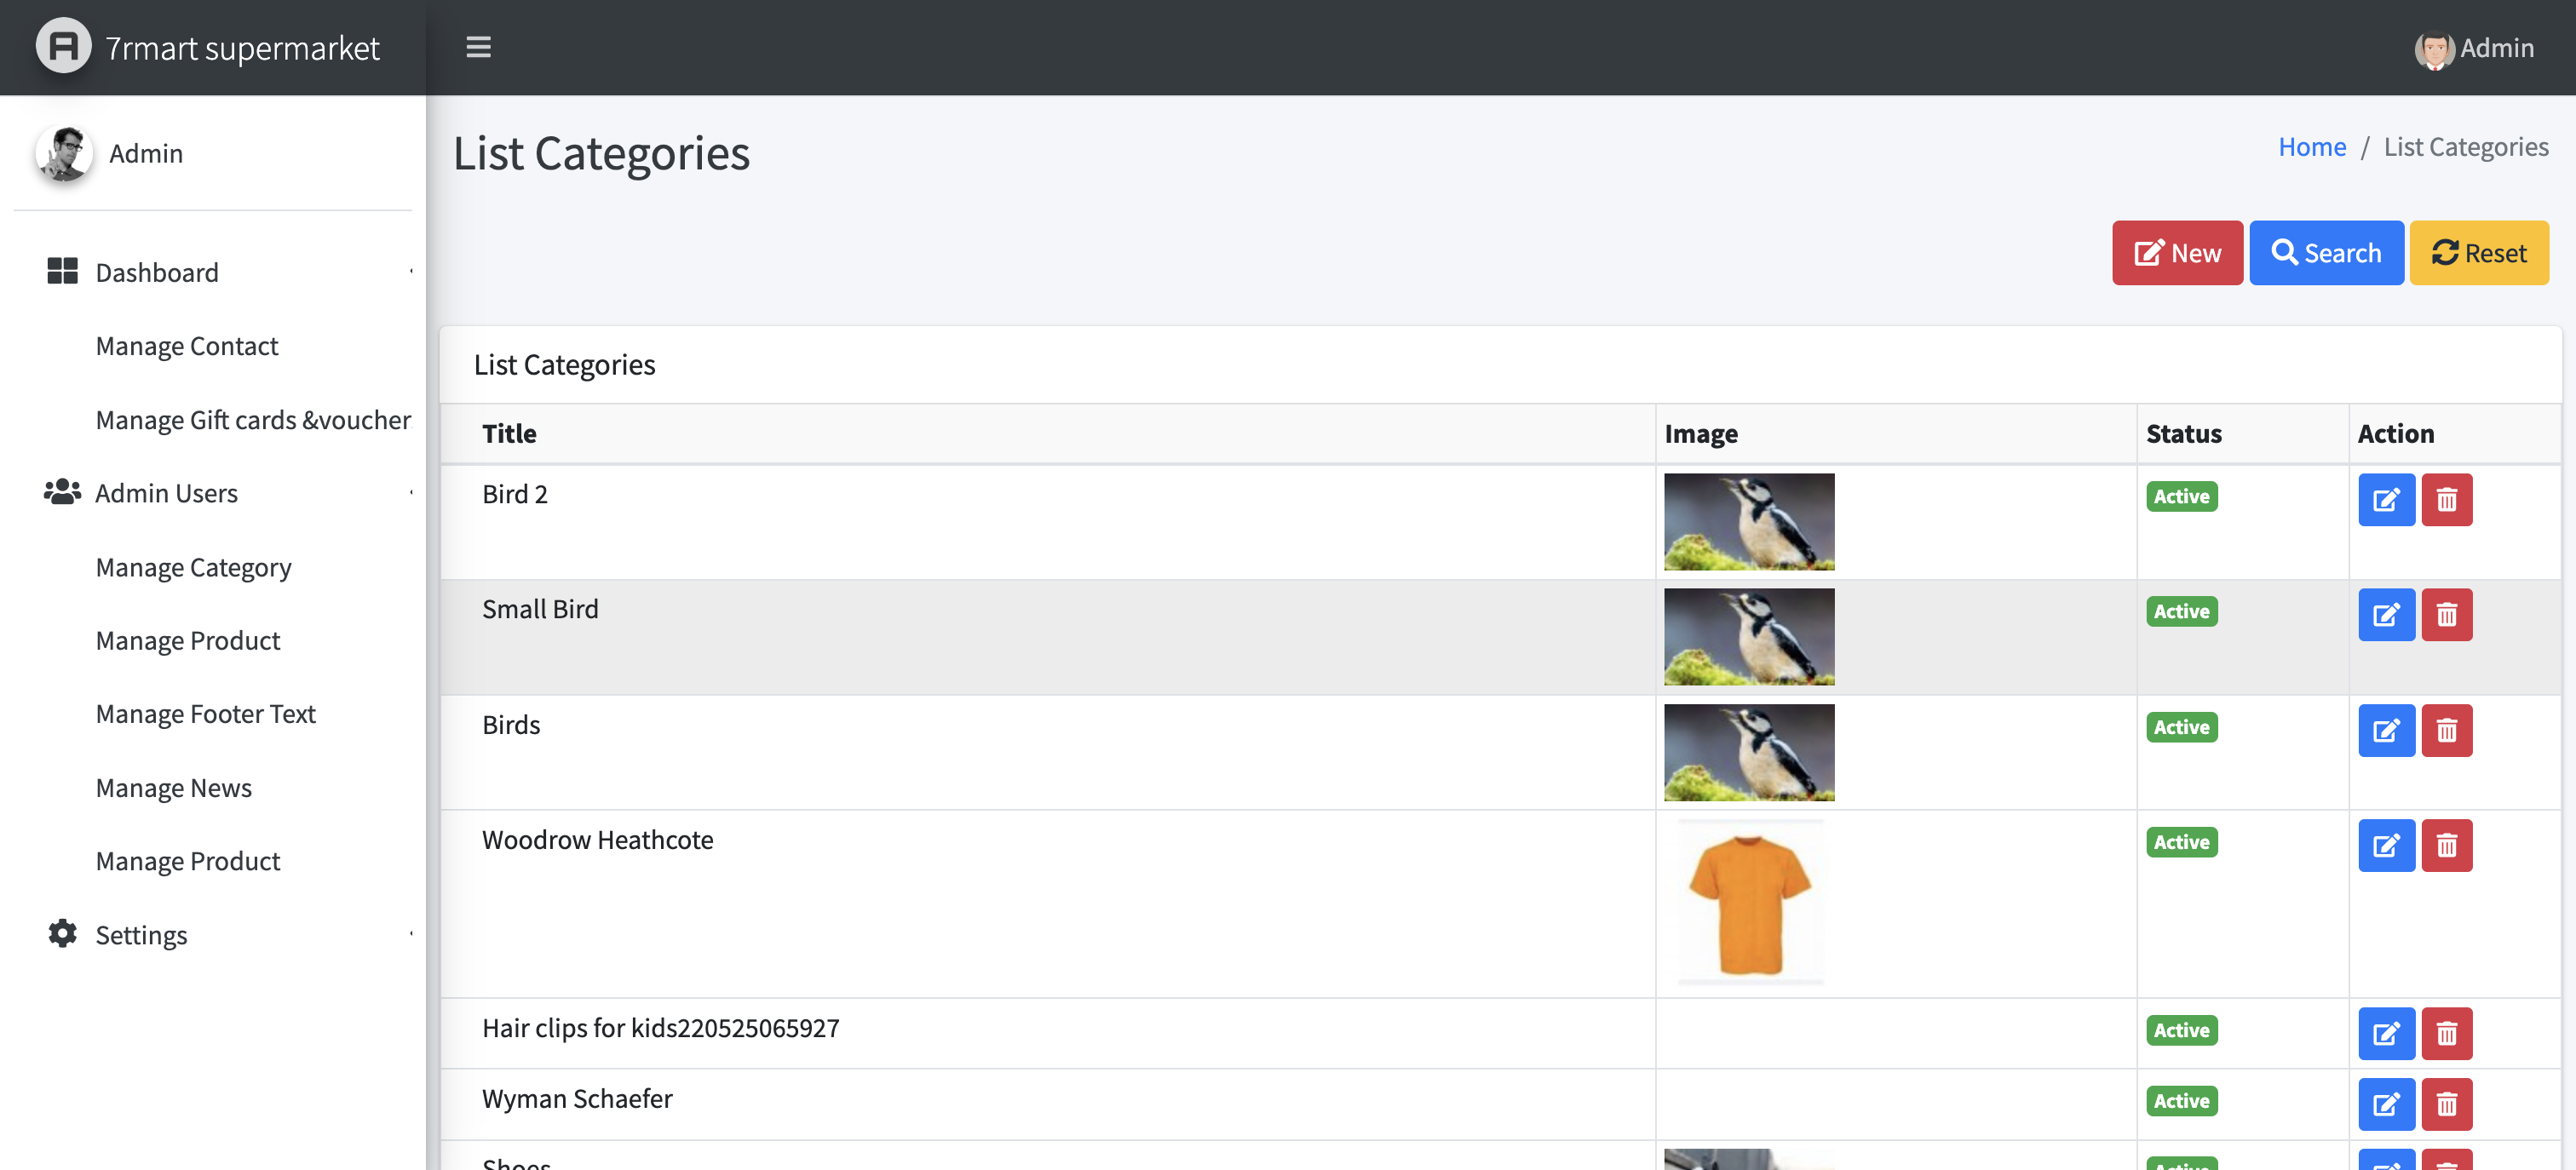 7rmart supermarket
Admin
Admin
Dashboard
Manage Contact
Manage Gift cards &voucher
Admin Users
Manage Category
Manage Product
Manage Footer Text
Manage News
Manage Product
Settings
List Categories
Home / List Categories
New Search Reset
List Categories
Title Image Status Action
Bird 2 Active
Small Bird Active
Birds Active
Woodrow Heathcote Active
Hair clips for kids220525065927 Active
Wyman Schaefer Active
Shoes Active